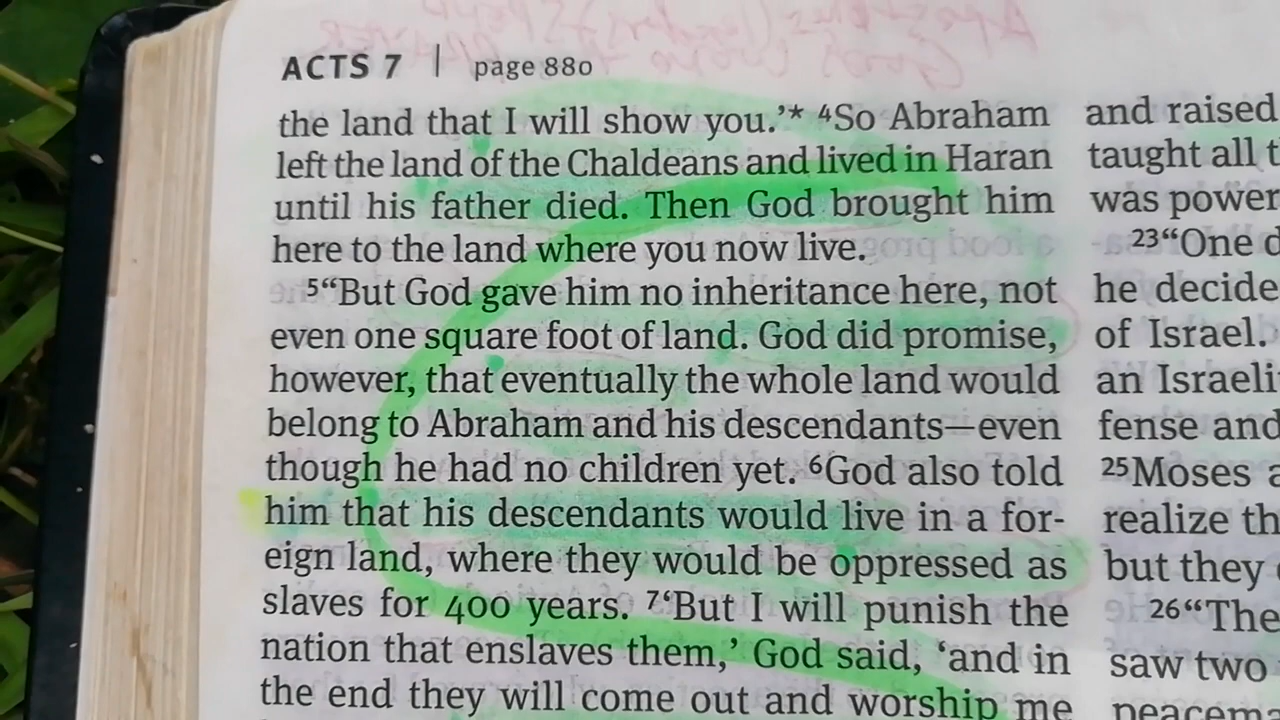 ACTS 7 | page 880
the land that I will show you.’* 4So Abraham
left the land of the Chaldeans and lived in Haran
until his father died. Then God brought him
here to the land where you now live.
5“But God gave him no inheritance here, not
even one square foot of land. God did promise,
however, that eventually the whole land would
belong to Abraham and his descendants—even
though he had no children yet. 6God also told
him that his descendants would live in a for-
eign land, where they would be oppressed as
slaves for 400 years. 7‘But I will punish the
nation that enslaves them,’ God said, ‘and in
the end they will come out and worship me
and raised
taught all
was power
23“One
he decide
of Israel.
an Israeli
fense and
25Moses
realize
but they
26“The
saw two